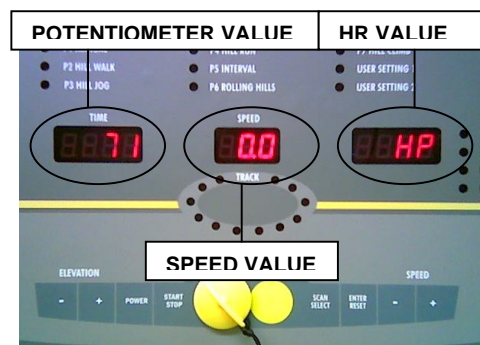 POTENTIOMETER VALUE
HR VALUE
P2 HILL WALK
P3 HILL JOG
P4 HILL RUN
P5 INTERVAL
P6 ROLLING HILLS
P7 HILL CLIMB
USER SETTING 1
USER SETTING 2
TIME
71
SPEED
0.0
HP
TRACK
SPEED VALUE
ELEVATION
SPEED
-
+
POWER
START
STOP
SCAN
SELECT
ENTER
RESET
-
+